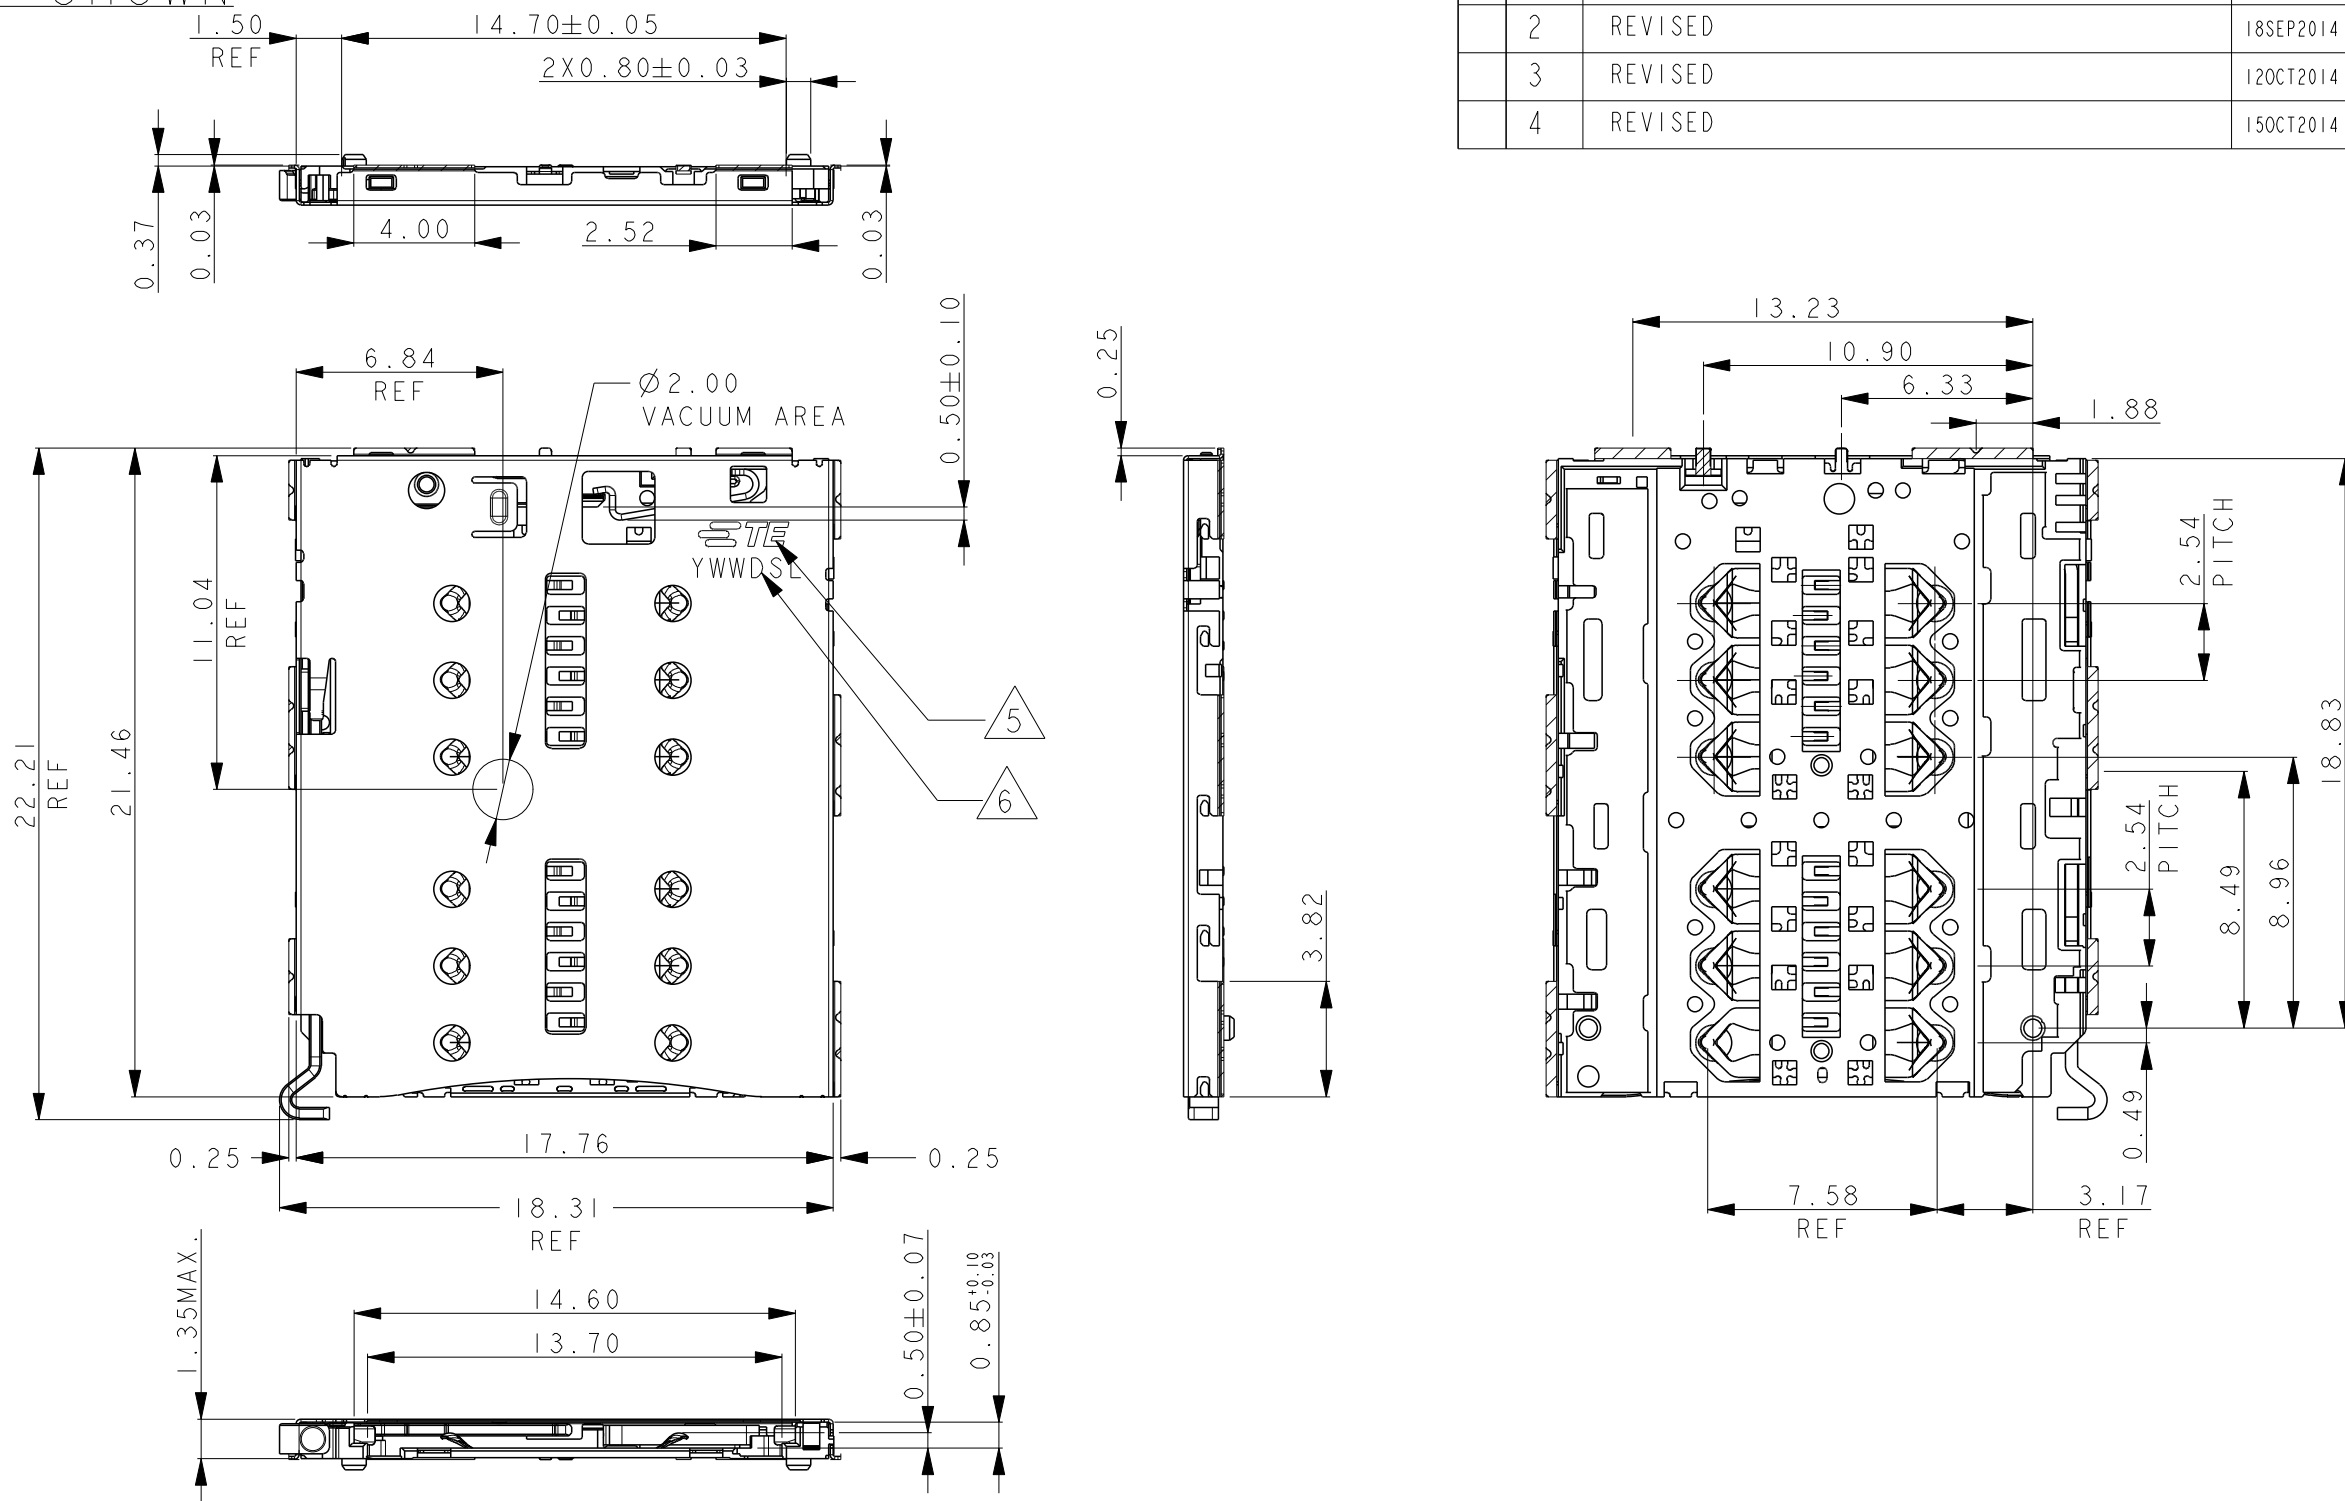 2 REVISED 18SEP2014
3 REVISED 12OCT2014
4 REVISED 15OCT2014
1.50
REF
14.70±0.05
2X0.80±0.03
0.37
0.03
4.00
2.52
0.03
6.84
REF
Ø2.00
VACUUM AREA
0.50±0.10
TE
YWWDSL
11.04
REF
22.21
REF
21.46
5
6
0.25
17.76
0.25
18.31
REF
0.25
3.82
13.23
10.90
6.33
1.88
2.54
PITCH
18.83
2.54
PITCH
8.49
8.96
0.49
7.58
REF
3.17
REF
1.35MAX.
14.60
13.70
0.50±0.07
0.85+0.10
-0.03